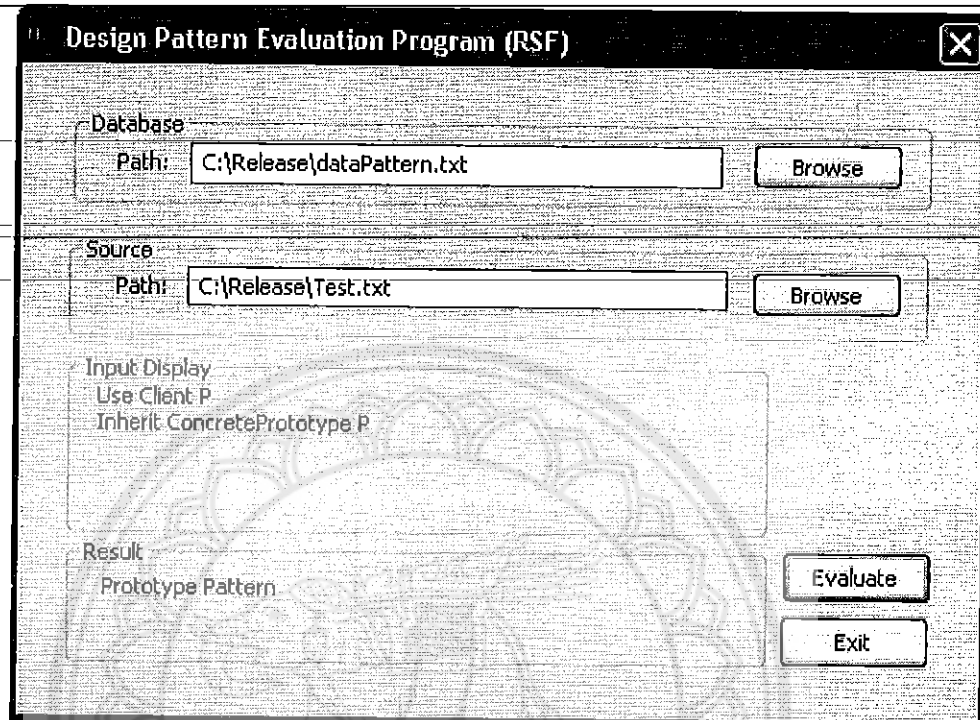 Design Pattern Evaluation Program (RSF)
Database
Path: C:\Release\dataPattern.txt Browse
Source
Path: C:\Release\Test.txt Browse
Input Display
Use Client P
Inherit ConcretePrototype P
Result
Prototype Pattern
Evaluate
Exit